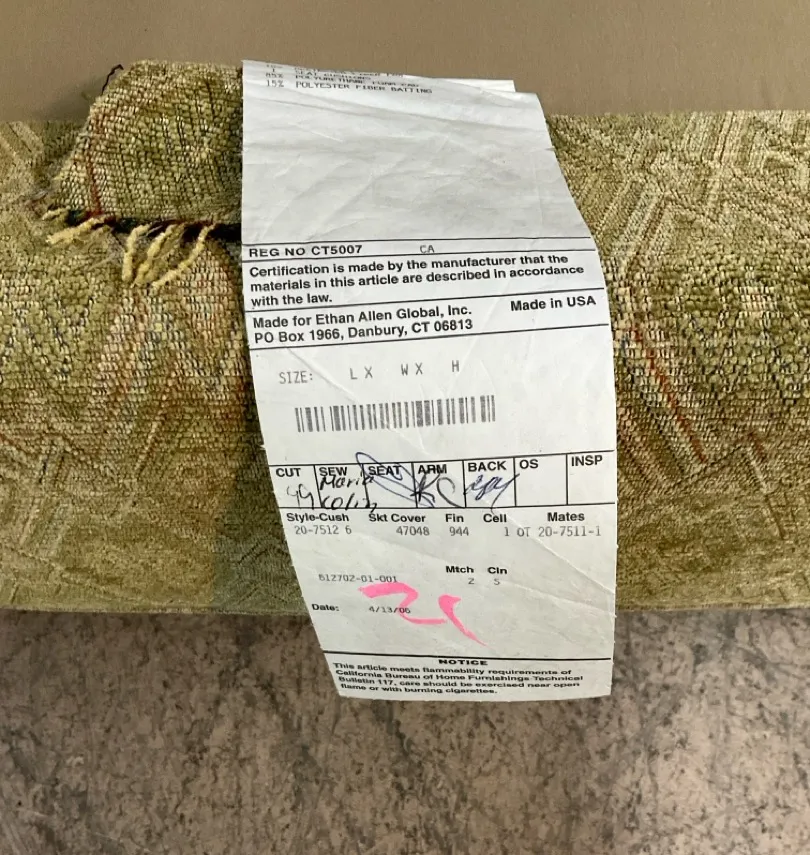 85% POLYURETHANE FOAM PAD
15% POLYESTER FIBER BATTING
REG NO CT5007 CA
Certification is made by the manufacturer that the
materials in this article are described in accordance
with the law.
Made for Ethan Allen Global, Inc. Made in USA
PO Box 1966, Danbury, CT 06813
SIZE: L X W X H
CUT SEW SEAT ARM BACK OS INSP
99 Maria
Colin
Style-Cush Skt Cover Fin Cell Mates
20-7512 6 47048 944 1 OT 20-7511-1
Mtch Cln
612702-01-001 2 5
Date: 4/13/06
21
NOTICE
This article meets flammability requirements of
California Bureau of Home Furnishings Technical
Bulletin 117, care should be exercised near open
flame or with burning cigarettes.